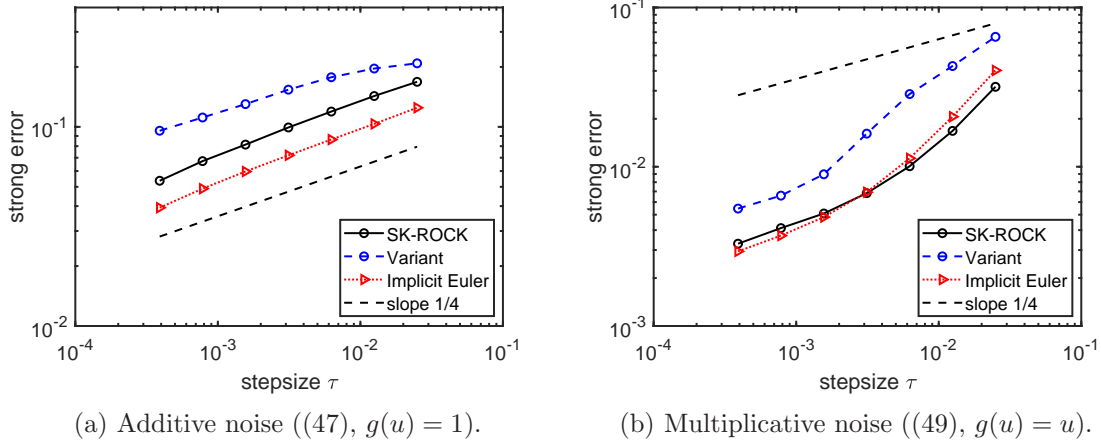 10^-1
10^-2
strong error
10^-4
10^-3
10^-2
10^-1
stepsize τ
SK-ROCK
Variant
Implicit Euler
slope 1/4
(a) Additive noise ((47), g(u) = 1).
10^-1
10^-2
10^-3
strong error
10^-4
10^-3
10^-2
10^-1
stepsize τ
SK-ROCK
Variant
Implicit Euler
slope 1/4
(b) Multiplicative noise ((49), g(u) = u).